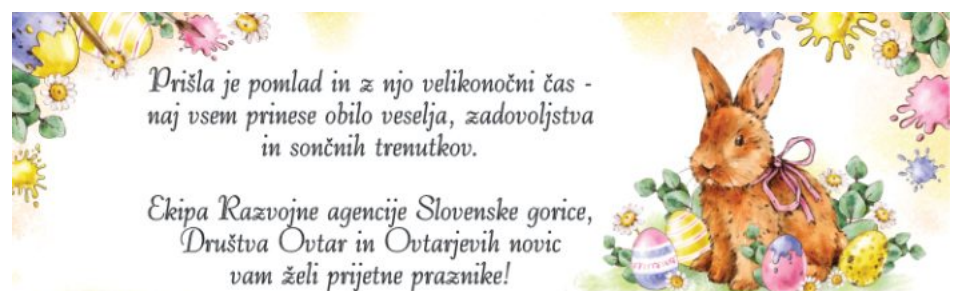 Prišla je pomlad in z njo velikonočni čas -
naj vsem prinese obilo veselja, zadovoljstva
in sončnih trenutkov.
Ekipa Razvojne agencije Slovenske gorice,
Društva Ovtar in Ovtarjevih novic
vam želi prijetne praznike!